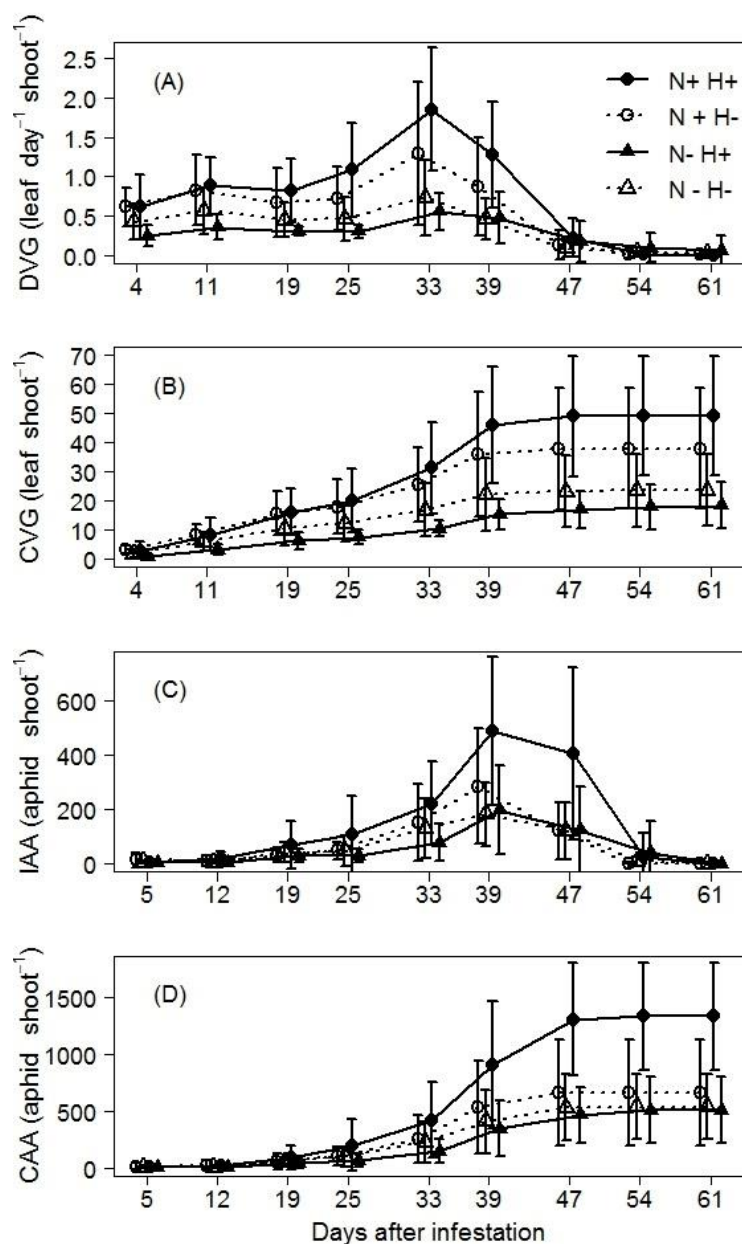 (A)
N+ H+
N + H-
N- H+
N - H-
DVG (leaf day⁻¹ shoot⁻¹)
2.5
2.0
1.5
1.0
0.5
0.0
4 11 19 25 33 39 47 54 61
(B)
CVG (leaf shoot⁻¹)
70
60
50
40
30
20
10
0
4 11 19 25 33 39 47 54 61
(C)
IAA (aphid shoot⁻¹)
600
400
200
0
5 12 19 25 33 39 47 54 61
(D)
CAA (aphid shoot⁻¹)
1500
1000
500
0
5 12 19 25 33 39 47 54 61
Days after infestation